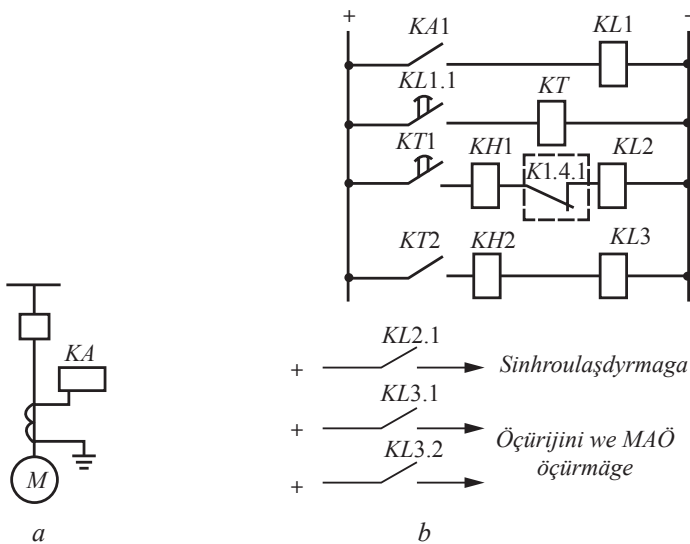 + –
KA1 KL1
KL1.1 KT
KT1 KH1 K1.4.1 KL2
KT2 KH2 KL3
KA
M
KL2.1
+ Sinhroulaşdyrmaga
KL3.1
+ Öçürijini we MAÖ
KL3.2 öçürmäge
+
a b